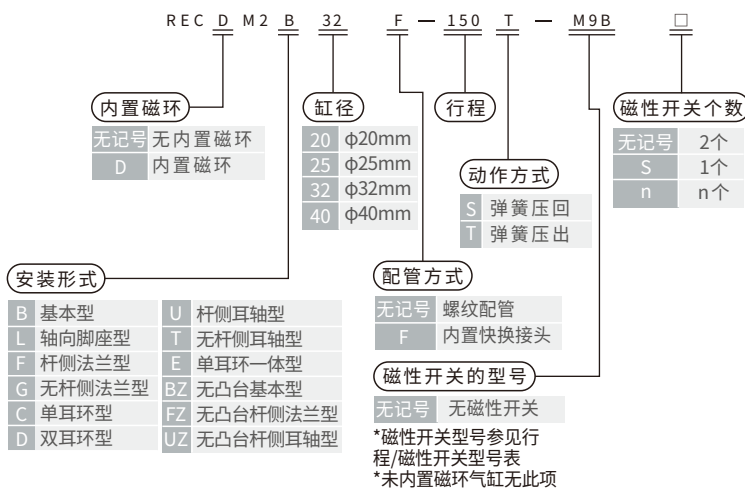 REC D M2 B 32 F — 150 T — M9B □
内置磁环
无记号 无内置磁环
D 内置磁环
缸径
20 φ20mm
25 φ25mm
32 φ32mm
40 φ40mm
行程
动作方式
S 弹簧压回
T 弹簧压出
磁性开关个数
无记号 2个
S 1个
n n个
安装形式
B 基本型
L 轴向脚座型
F 杆侧法兰型
G 无杆侧法兰型
C 单耳环型
D 双耳环型
U 杆侧耳轴型
T 无杆侧耳轴型
E 单耳环一体型
BZ 无凸台基本型
FZ 无凸台杆侧法兰型
UZ 无凸台杆侧耳轴型
配管方式
无记号 螺纹配管
F 内置快换接头
磁性开关的型号
无记号 无磁性开关
*磁性开关型号参见行
程/磁性开关型号表
*未内置磁环气缸无此项